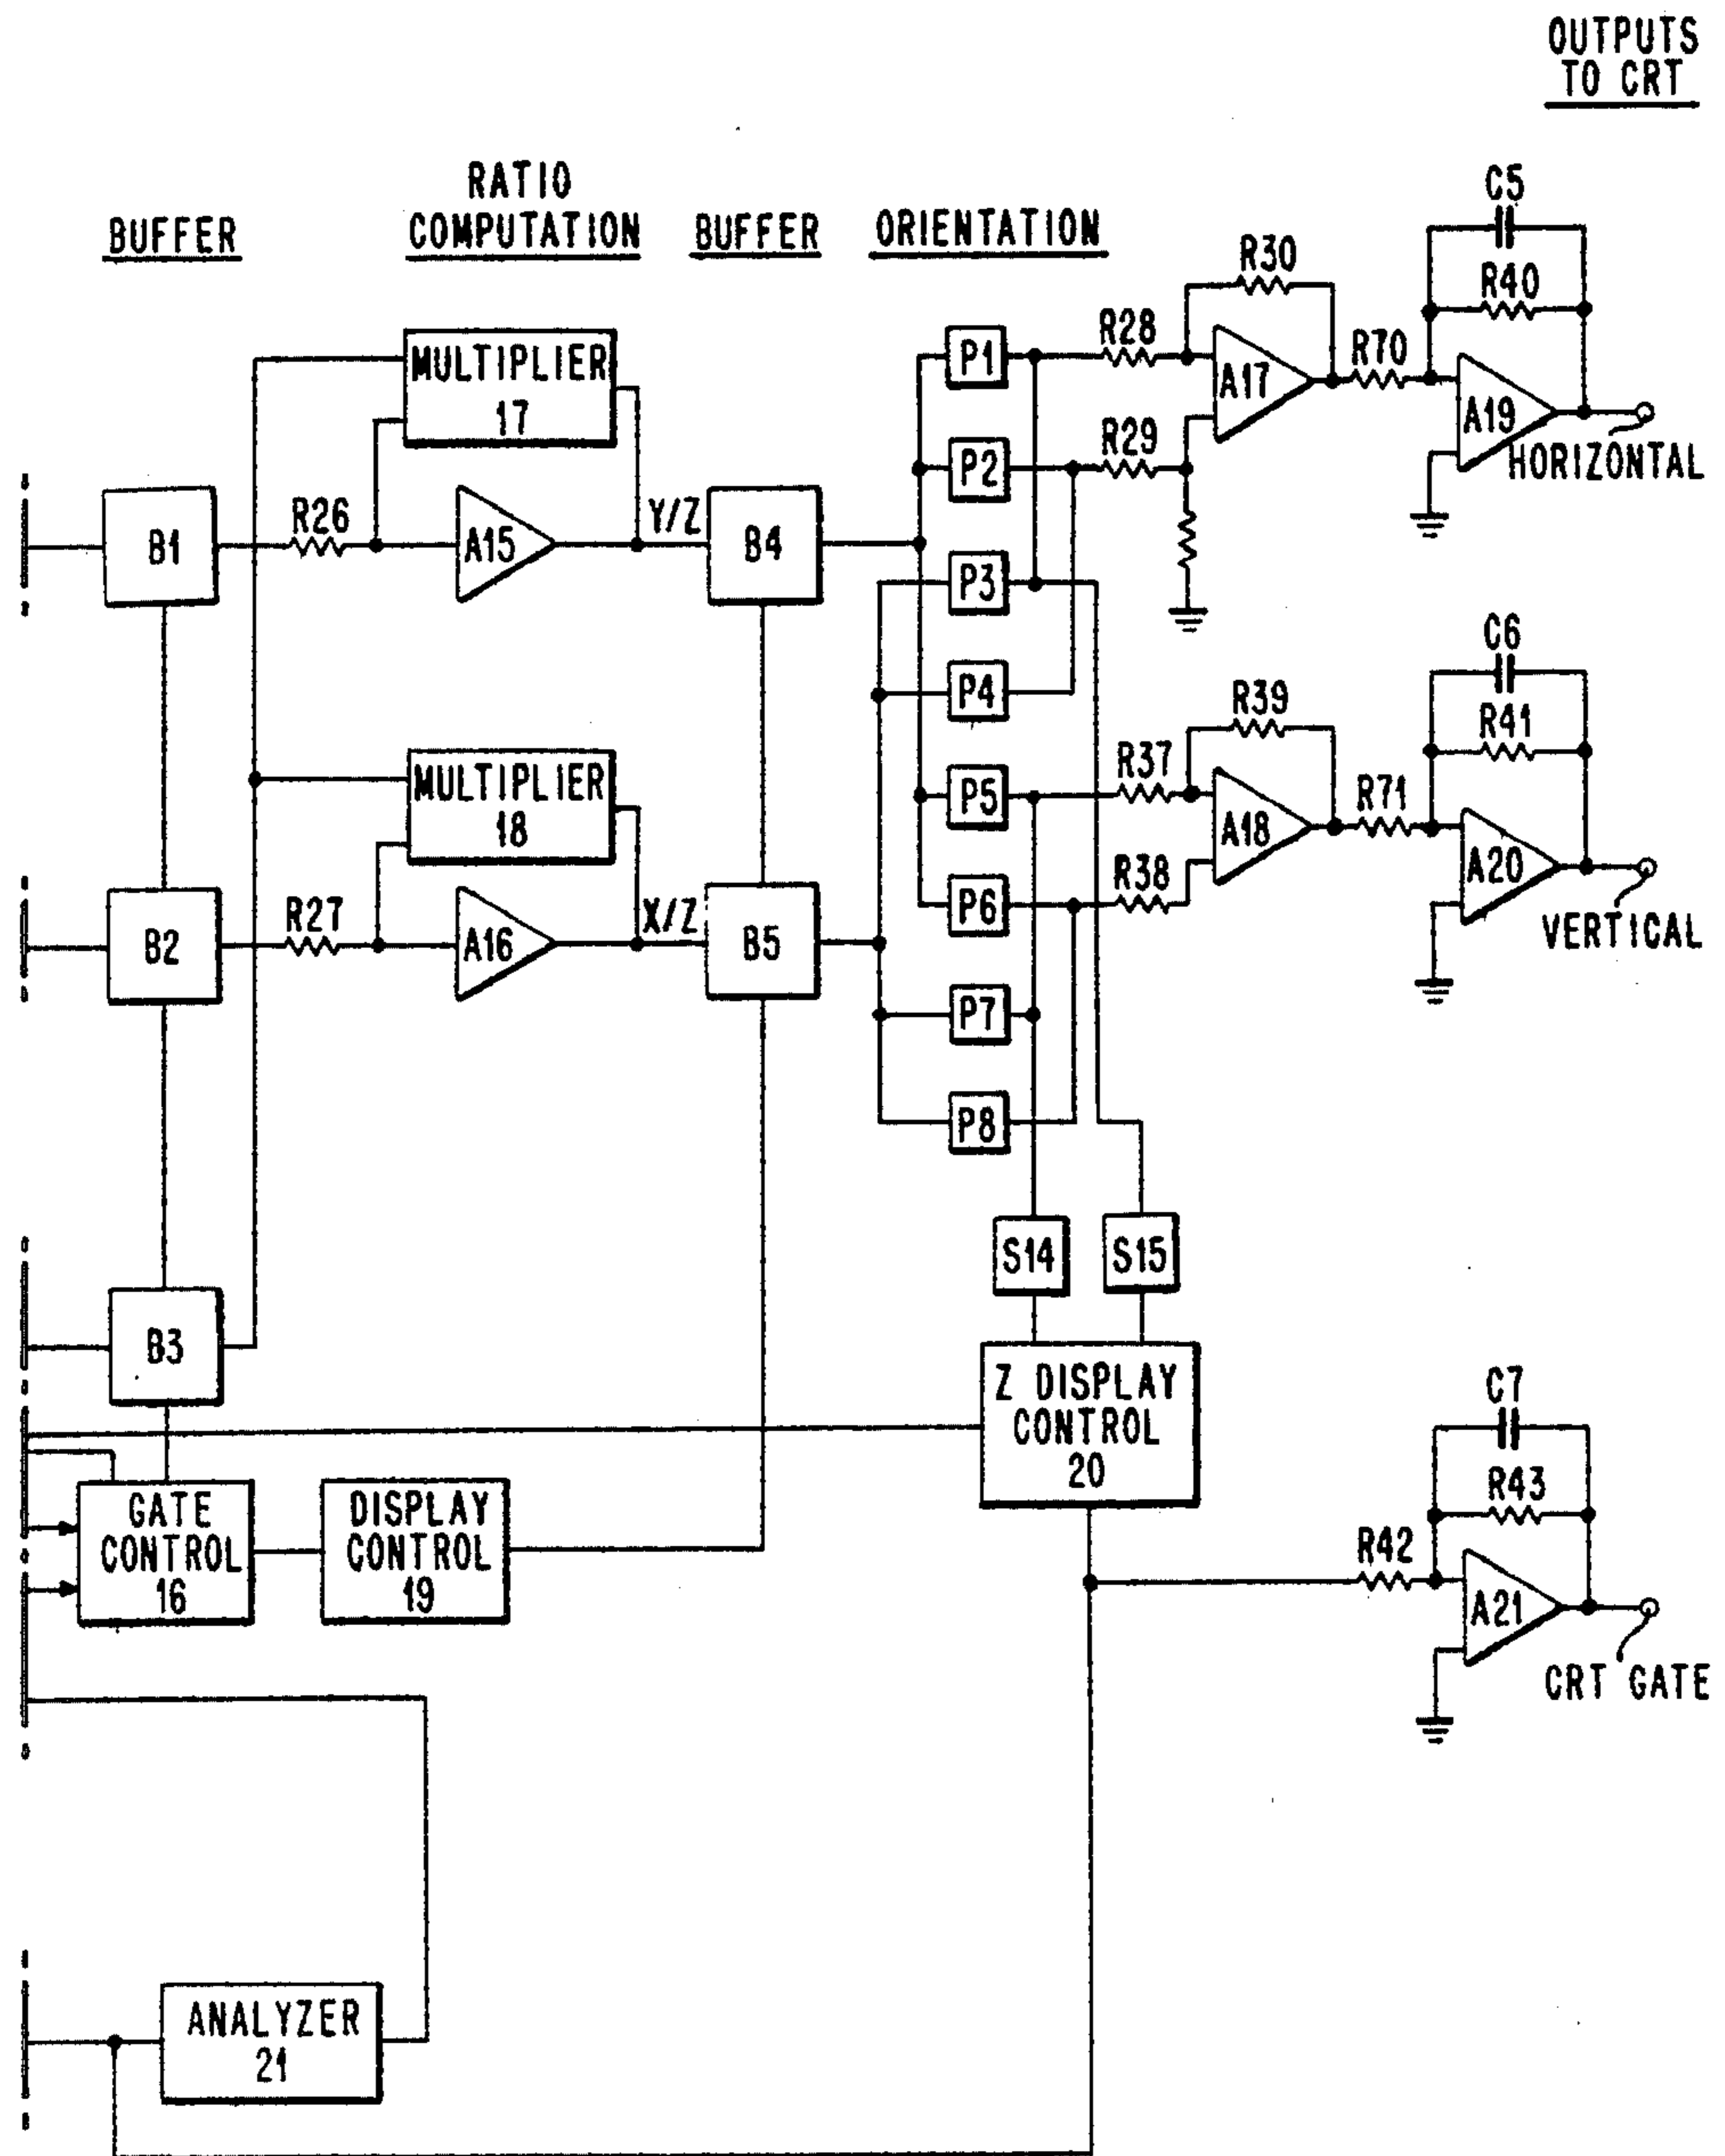 OUTPUTS
TO CRT
BUFFER
RATIO
COMPUTATION
BUFFER
ORIENTATION
C5
R40
R30
R28
P1
A17
R70
A19
HORIZONTAL
MULTIPLIER
17
P2
R29
B1
R26
A15
Y/Z
B4
P3
C6
R41
P4
R39
MULTIPLIER
18
P5
R37
A18
R71
A20
VERTICAL
B2
R27
A16
X/Z
B5
P6
R38
P7
P8
S14
S15
B3
Z DISPLAY
CONTROL
20
C7
R43
GATE
CONTROL
16
DISPLAY
CONTROL
19
R42
A21
CRT GATE
ANALYZER
21